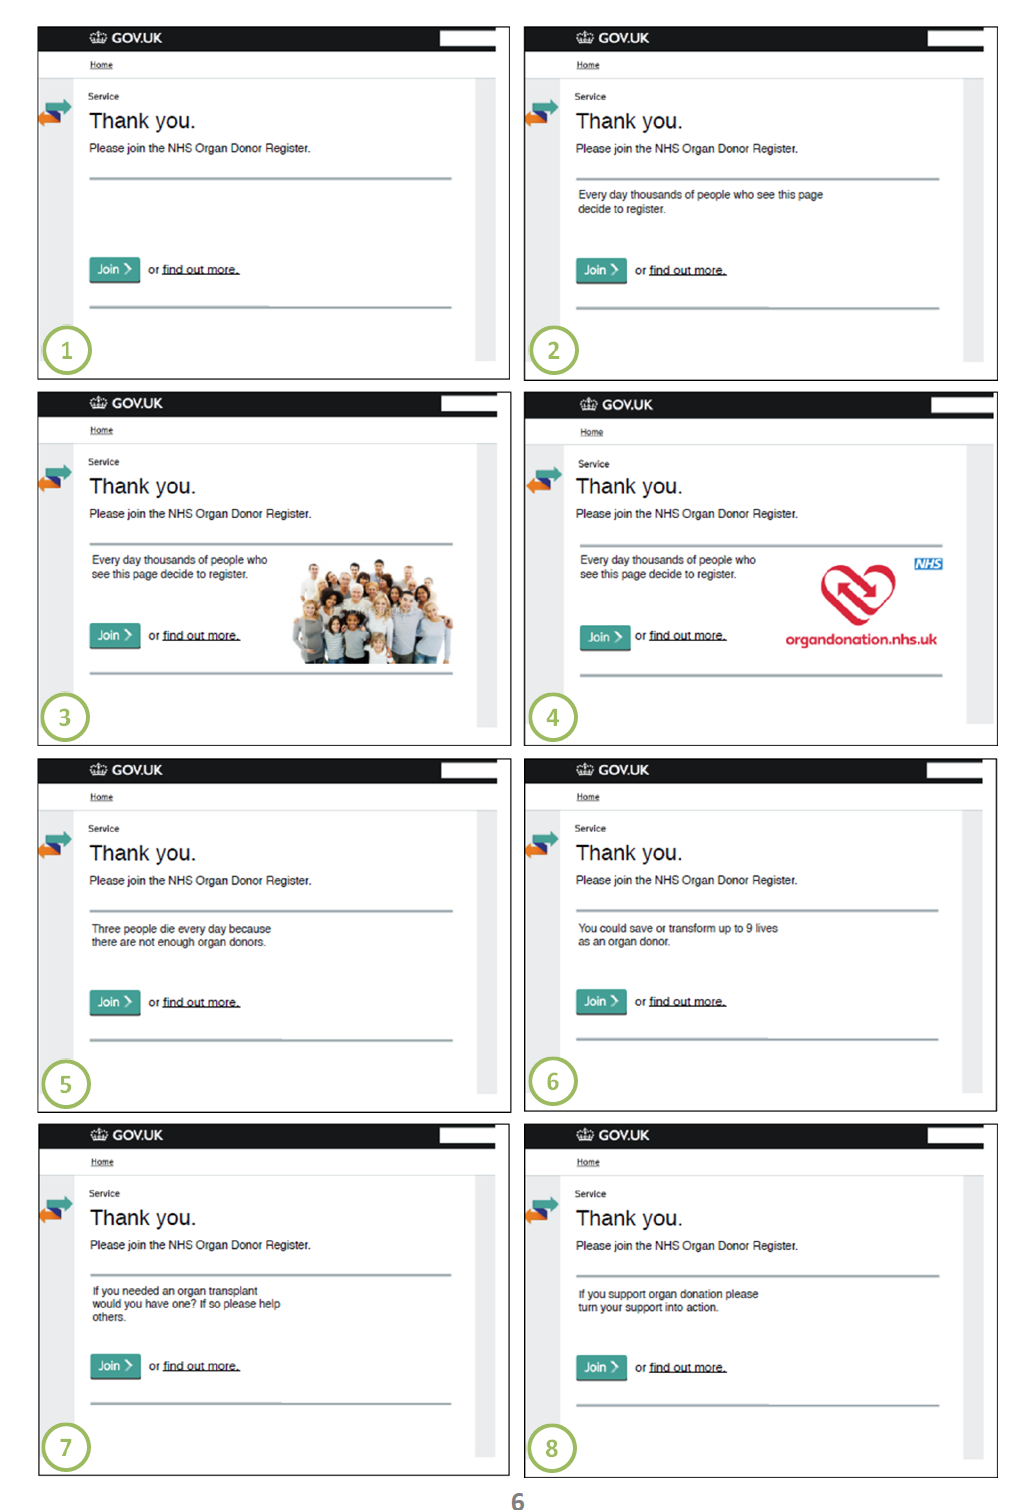 GOV.UK
Home
Service
Thank you.
Please join the NHS Organ Donor Register.
Join
or find out more.
1
GOV.UK
Home
Service
Thank you.
Please join the NHS Organ Donor Register.
Every day thousands of people who see this page
decide to register.
Join
or find out more.
2
GOV.UK
Home
Service
Thank you.
Please join the NHS Organ Donor Register.
Every day thousands of people who
see this page decide to register.
Join
or find out more.
3
GOV.UK
Home
Service
Thank you.
Please join the NHS Organ Donor Register.
Every day thousands of people who
see this page decide to register.
NHS
Join
or find out more.
organdonation.nhs.uk
4
GOV.UK
Home
Service
Thank you.
Please join the NHS Organ Donor Register.
Three people die every day because
there are not enough organ donors.
Join
or find out more.
5
GOV.UK
Home
Service
Thank you.
Please join the NHS Organ Donor Register.
You could save or transform up to 9 lives
as an organ donor.
Join
or find out more.
6
GOV.UK
Home
Service
Thank you.
Please join the NHS Organ Donor Register.
If you needed an organ transplant
would you have one? If so please help
others.
Join
or find out more.
7
GOV.UK
Home
Service
Thank you.
Please join the NHS Organ Donor Register.
If you support organ donation please
turn your support into action.
Join
or find out more.
8
6